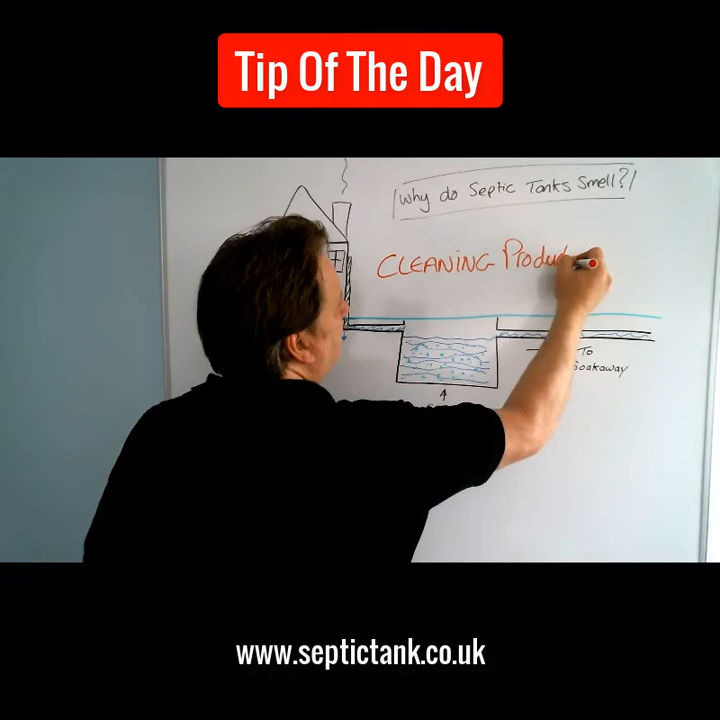 Tip Of The Day
Why do Septic Tanks Smell?
CLEANING
To
Soakaway
www.septictank.co.uk